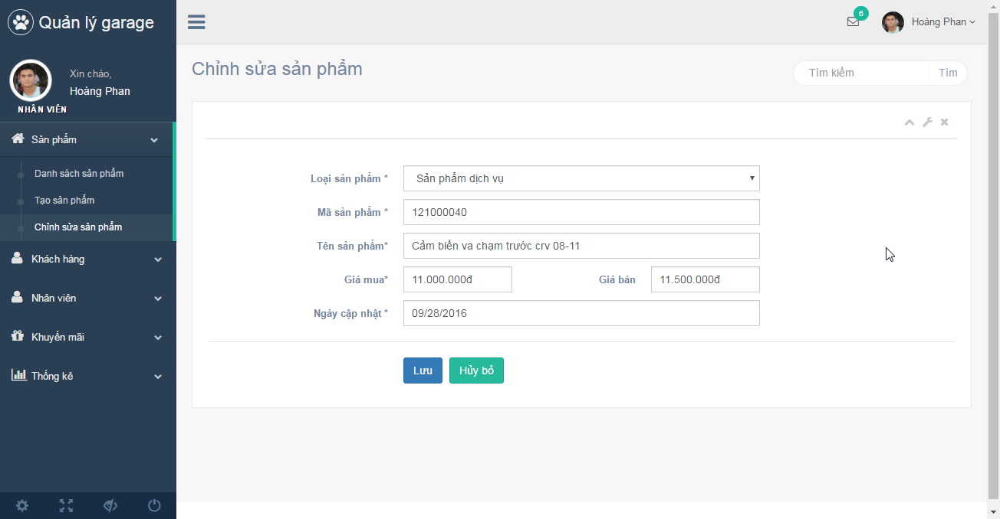 Quản lý garage
Xin chào,
Hoàng Phan
NHÂN VIÊN
Sản phẩm
Danh sách sản phẩm
Tạo sản phẩm
Chỉnh sửa sản phẩm
Khách hàng
Nhân viên
Khuyến mãi
Thống kê
6
Hoàng Phan
Chỉnh sửa sản phẩm
Tìm kiếm Tìm
Loại sản phẩm * Sản phẩm dịch vụ
Mã sản phẩm * 121000040
Tên sản phẩm* Cảm biến va chạm trước crv 08-11
Giá mua* 11.000.000đ Giá bán 11.500.000đ
Ngày cập nhật * 09/28/2016
Lưu Hủy bỏ